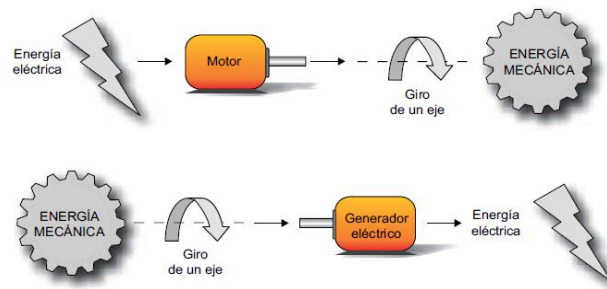 Energía
eléctrica
Motor
Giro
de un eje
ENERGÍA
MECÁNICA
ENERGÍA
MECÁNICA
Giro
de un eje
Generador
eléctrico
Energía
eléctrica